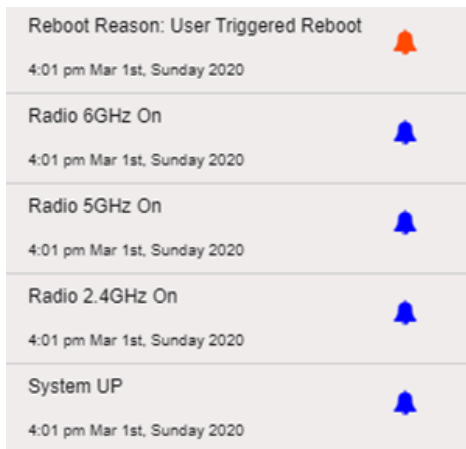 Reboot Reason: User Triggered Reboot
4:01 pm Mar 1st, Sunday 2020
Radio 6GHz On
4:01 pm Mar 1st, Sunday 2020
Radio 5GHz On
4:01 pm Mar 1st, Sunday 2020
Radio 2.4GHz On
4:01 pm Mar 1st, Sunday 2020
System UP
4:01 pm Mar 1st, Sunday 2020